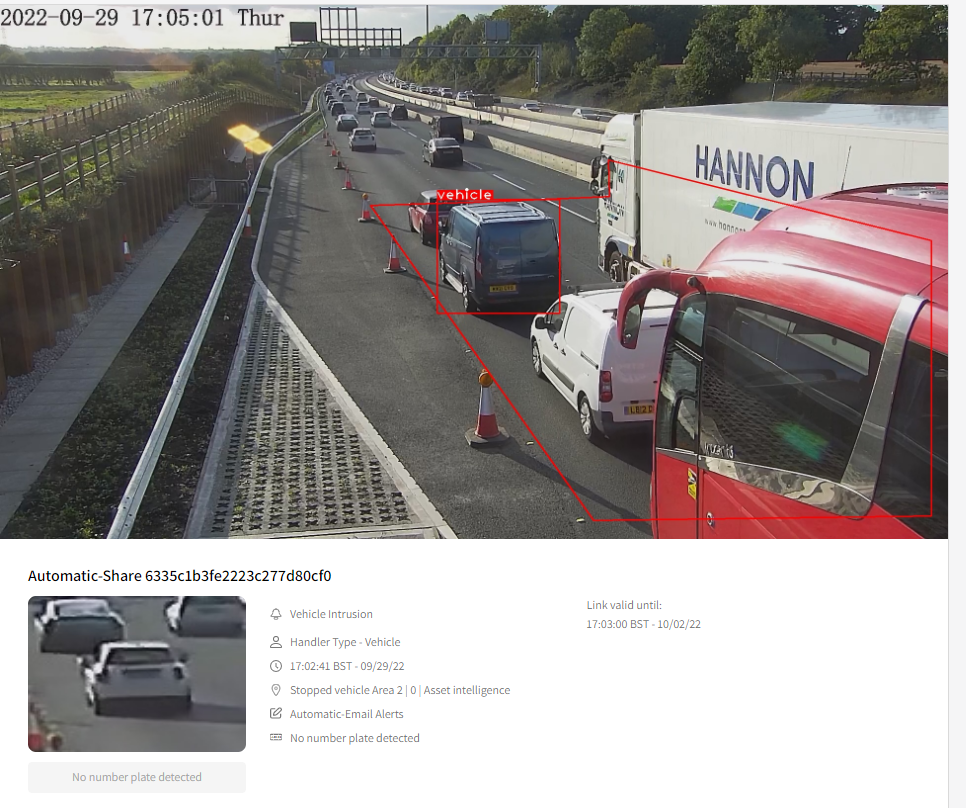 2022-09-29 17:05:01 Thur
vehicle
HANNON
Automatic-Share 6335c1b3fe2223c277d80cf0
Vehicle Intrusion
Handler Type - Vehicle
17:02:41 BST - 09/29/22
Stopped vehicle Area 2 | 0 | Asset intelligence
Automatic-Email Alerts
No number plate detected
Link valid until:
17:03:00 BST - 10/02/22
No number plate detected